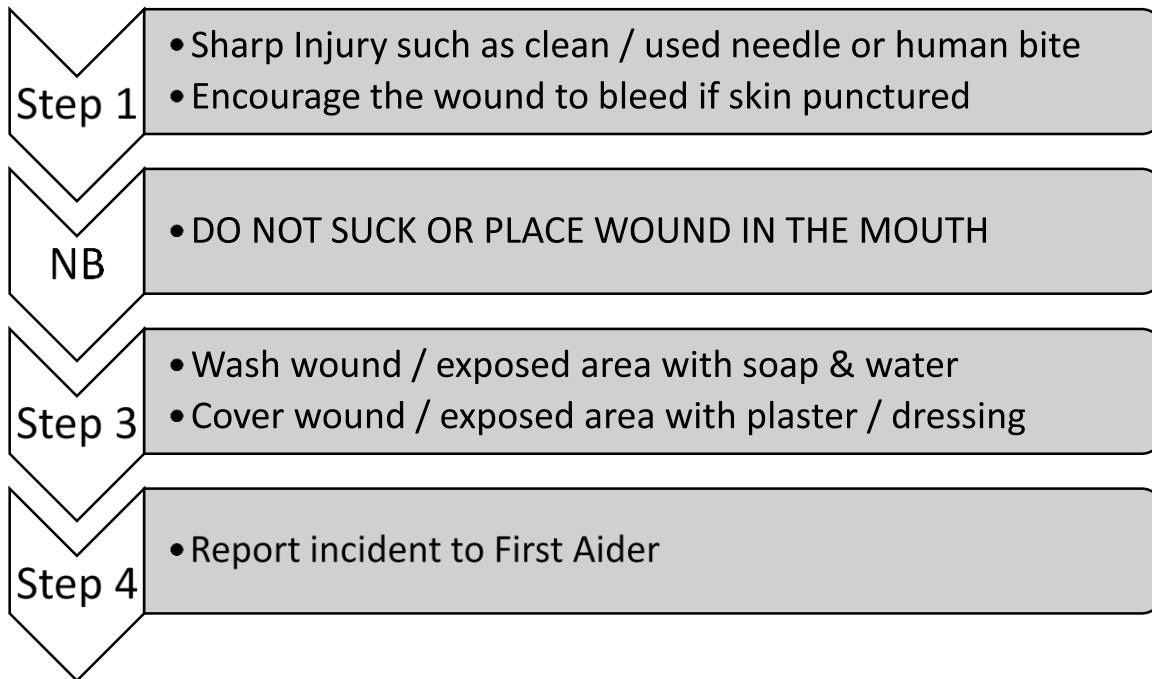 Step 1
• Sharp Injury such as clean / used needle or human bite
• Encourage the wound to bleed if skin punctured
NB
• DO NOT SUCK OR PLACE WOUND IN THE MOUTH
Step 3
• Wash wound / exposed area with soap & water
• Cover wound / exposed area with plaster / dressing
Step 4
• Report incident to First Aider